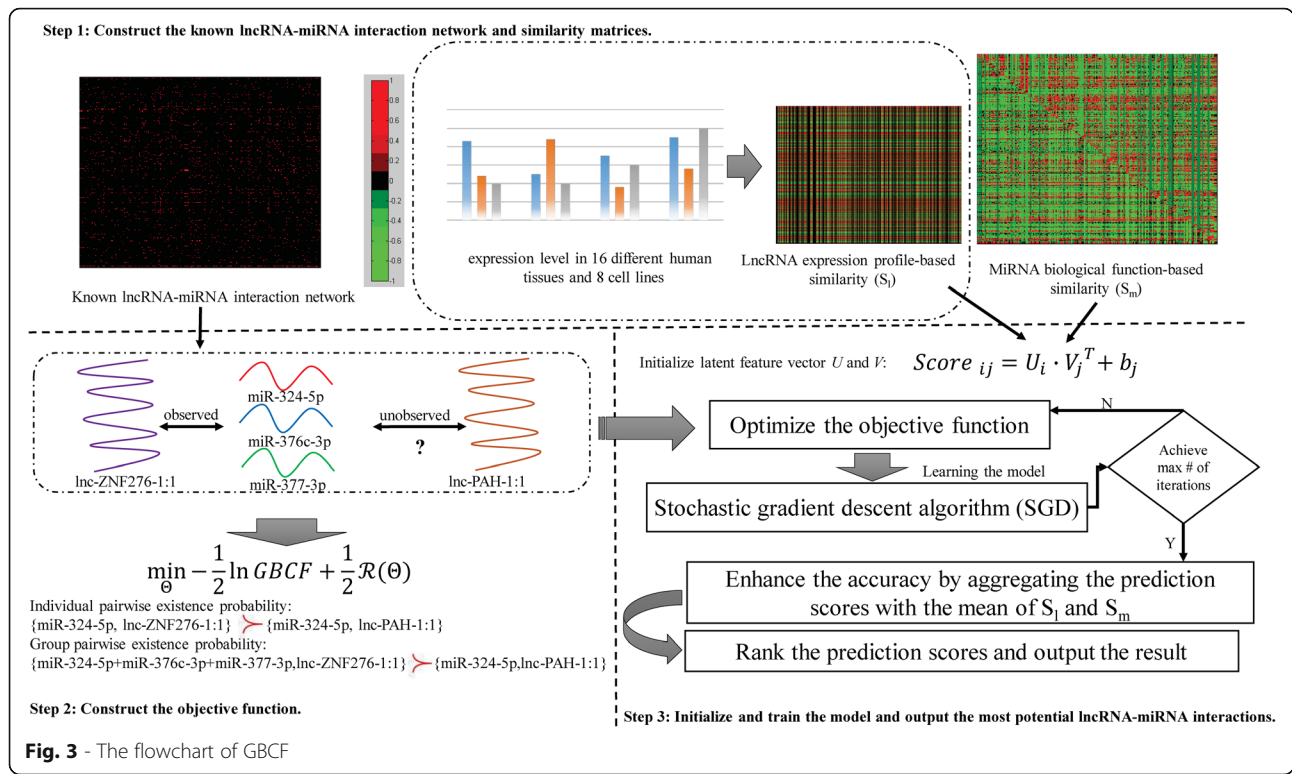 Step 1: Construct the known lncRNA-miRNA interaction network and similarity matrices.
1
0.8
0.6
0.4
0.2
0
-0.2
-0.4
-0.6
-0.8
-1
Known lncRNA-miRNA interaction network
expression level in 16 different human
tissues and 8 cell lines
LncRNA expression profile-based
similarity (Sl)
MiRNA biological function-based
similarity (Sm)
observed
unobserved
?
miR-324-5p
miR-376c-3p
miR-377-3p
lnc-ZNF276-1:1
lnc-PAH-1:1
min Θ − 1/2 ln GBCF + 1/2 ℛ(Θ)
Individual pairwise existence probability:
{miR-324-5p, lnc-ZNF276-1:1} ≻ {miR-324-5p, lnc-PAH-1:1}
Group pairwise existence probability:
{miR-324-5p+miR-376c-3p+miR-377-3p,lnc-ZNF276-1:1} ≻ {miR-324-5p,lnc-PAH-1:1}
Step 2: Construct the objective function.
Initialize latent feature vector U and V: Score ij = Ui · VjT + bj
Optimize the objective function
N
Learning the model
Achieve
max # of
iterations
Stochastic gradient descent algorithm (SGD)
Y
Enhance the accuracy by aggregating the prediction
scores with the mean of Sl and Sm
Rank the prediction scores and output the result
Step 3: Initialize and train the model and output the most potential lncRNA-miRNA interactions.
Fig. 3 - The flowchart of GBCF